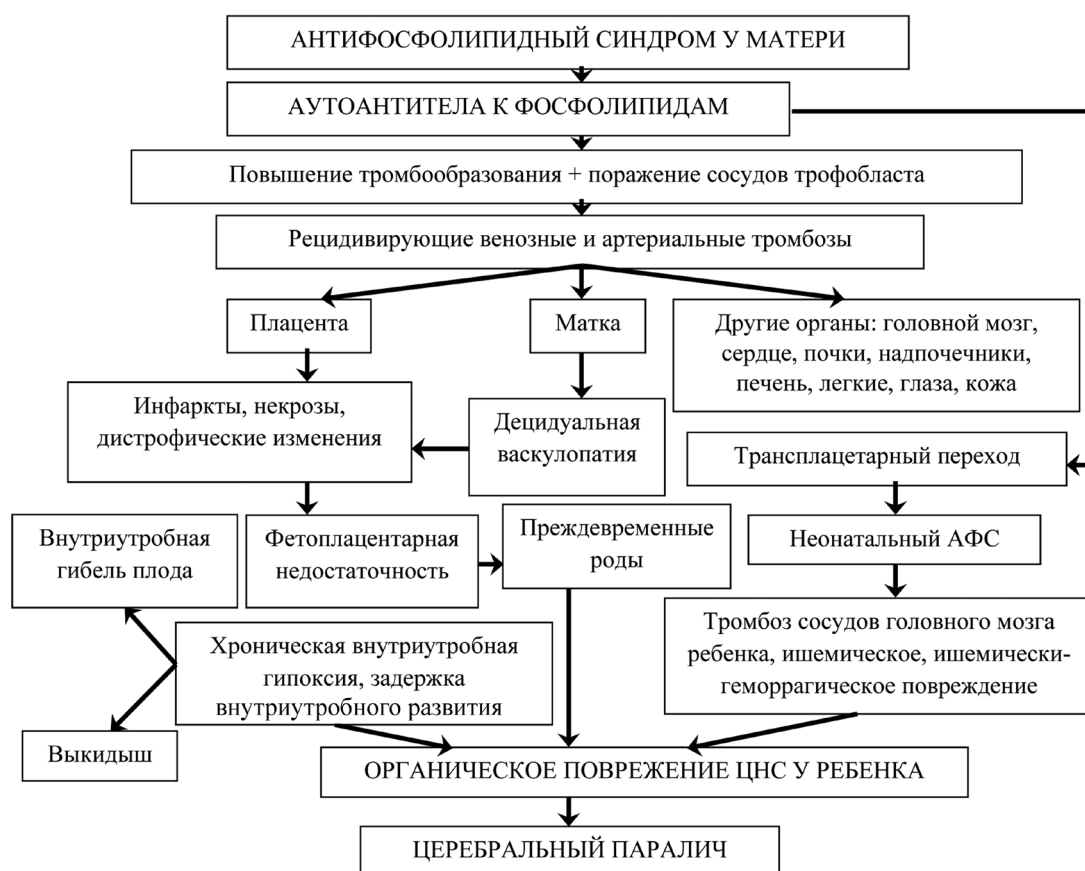 АНТИФОСФОЛИПИДНЫЙ СИНДРОМ У МАТЕРИ
АУТОАНТИТЕЛА К ФОСФОЛИПИДАМ
Повышение тромбообразования + поражение сосудов трофобласта
Рецидивирующие венозные и артериальные тромбозы
Плацента
Матка
Другие органы: головной мозг,
сердце, почки, надпочечники,
печень, легкие, глаза, кожа
Инфаркты, некрозы,
дистрофические изменения
Децидуальная
васкулопатия
Трансплацетарный переход
Внутриутробная
гибель плода
Фетоплацентарная
недостаточность
Преждевременные
роды
Неонатальный АФС
Хроническая внутриутробная
гипоксия, задержка
внутриутробного развития
Тромбоз сосудов головного мозга
ребенка, ишемическое, ишемически-
геморрагическое повреждение
Выкидыш
ОРГАНИЧЕСКОЕ ПОВРЕЖЕНИЕ ЦНС У РЕБЕНКА
ЦЕРЕБРАЛЬНЫЙ ПАРАЛИЧ